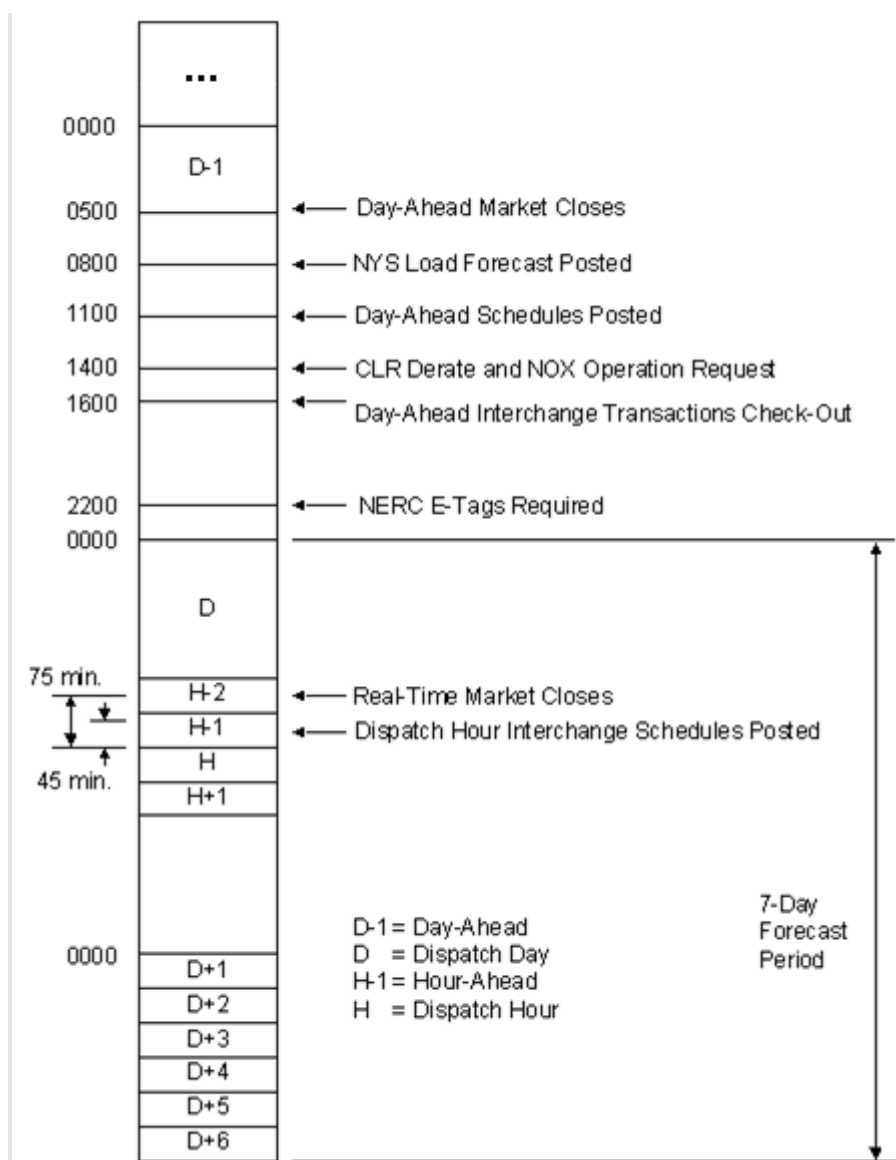 ...
0000
D-1
0500
Day-Ahead Market Closes
0800
NYS Load Forecast Posted
1100
Day-Ahead Schedules Posted
1400
CLR Derate and NOX Operation Request
1600
Day-Ahead Interchange Transactions Check-Out
2200
NERC E-Tags Required
0000
D
75 min.
H-2
Real-Time Market Closes
H-1
Dispatch Hour Interchange Schedules Posted
H
45 min.
H+1
7-Day
Forecast
Period
D-1 = Day-Ahead
D = Dispatch Day
H-1 = Hour-Ahead
H = Dispatch Hour
0000
D+1
D+2
D+3
D+4
D+5
D+6